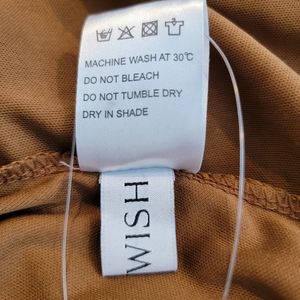 MACHINE WASH AT 30℃
DO NOT BLEACH
DO NOT TUMBLE DRY
DRY IN SHADE
WISH